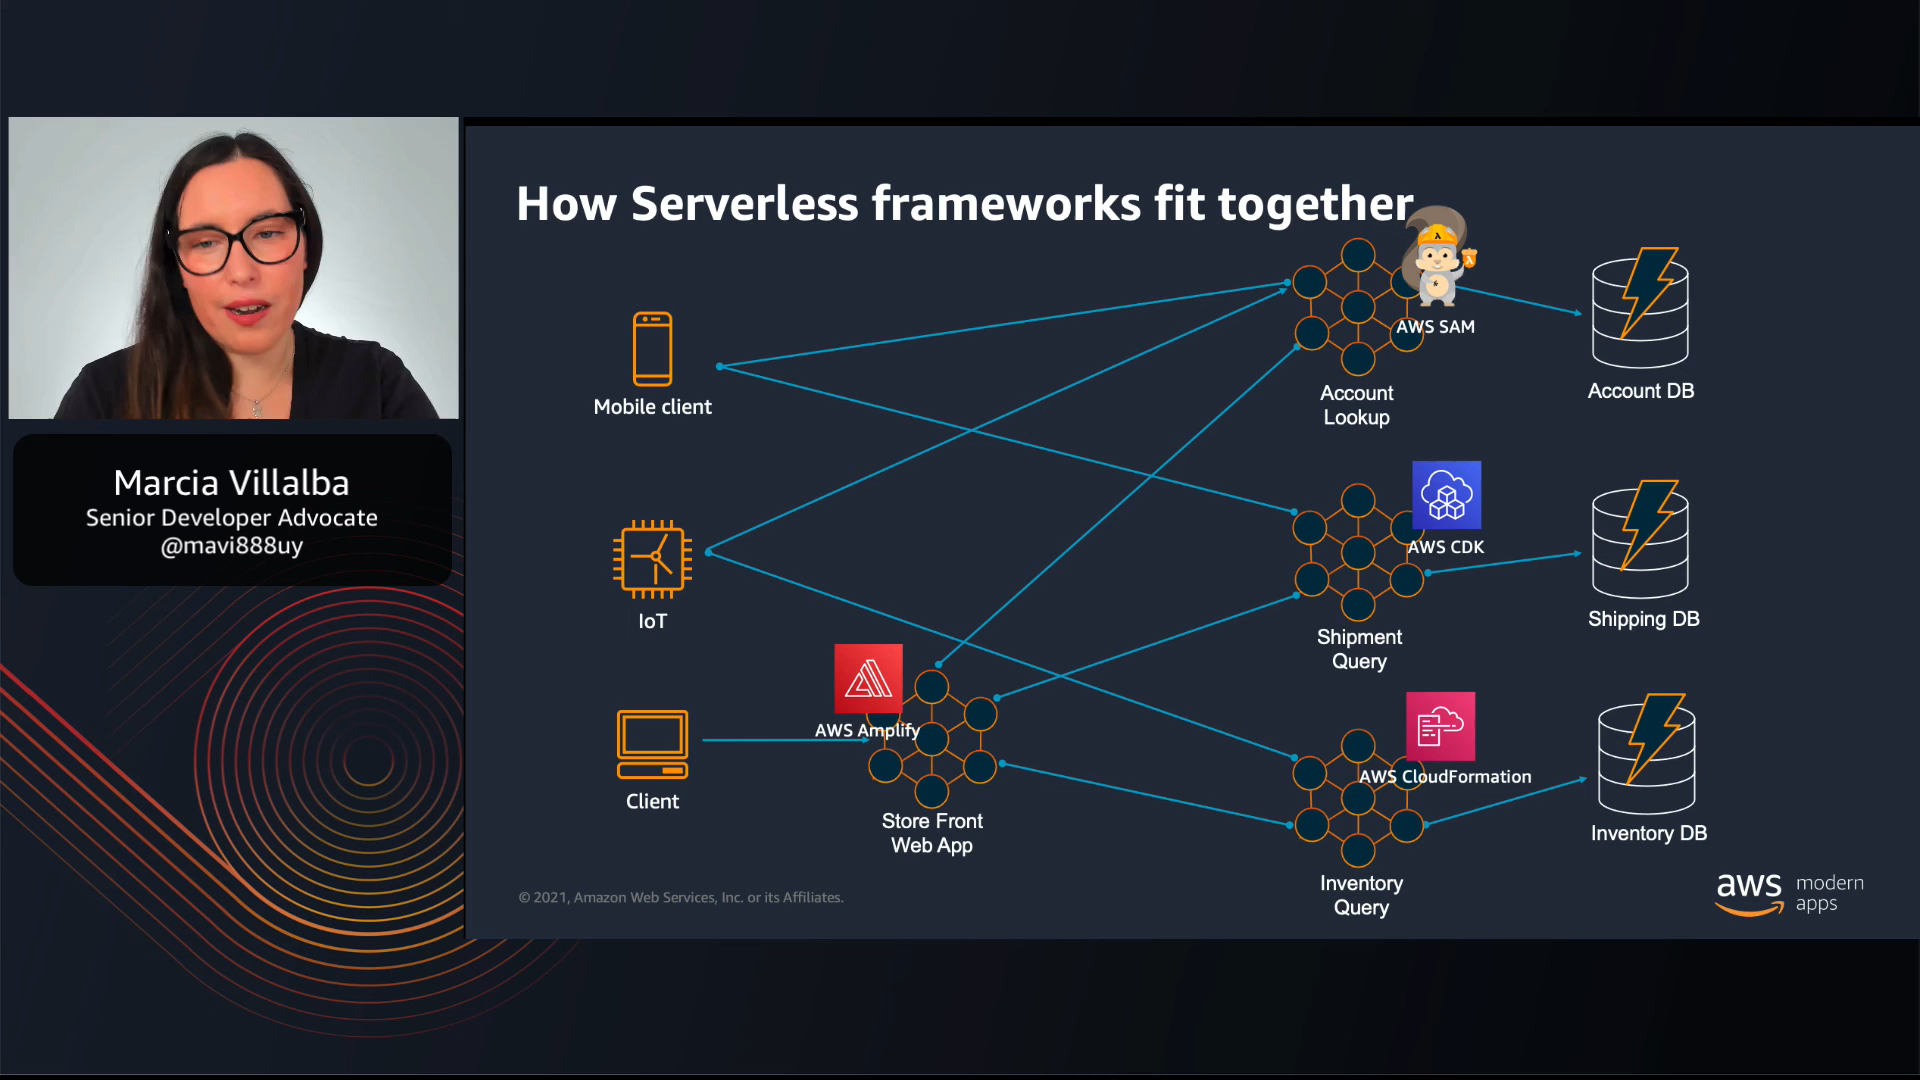 Marcia Villalba
Senior Developer Advocate
@mavi888uy
How Serverless frameworks fit together
Mobile client
IoT
Client
AWS Amplify
Store Front
Web App
AWS SAM
Account
Lookup
AWS CDK
Shipment
Query
AWS CloudFormation
Inventory
Query
Account DB
Shipping DB
Inventory DB
© 2021, Amazon Web Services, Inc. or its Affiliates.
aws modern
apps